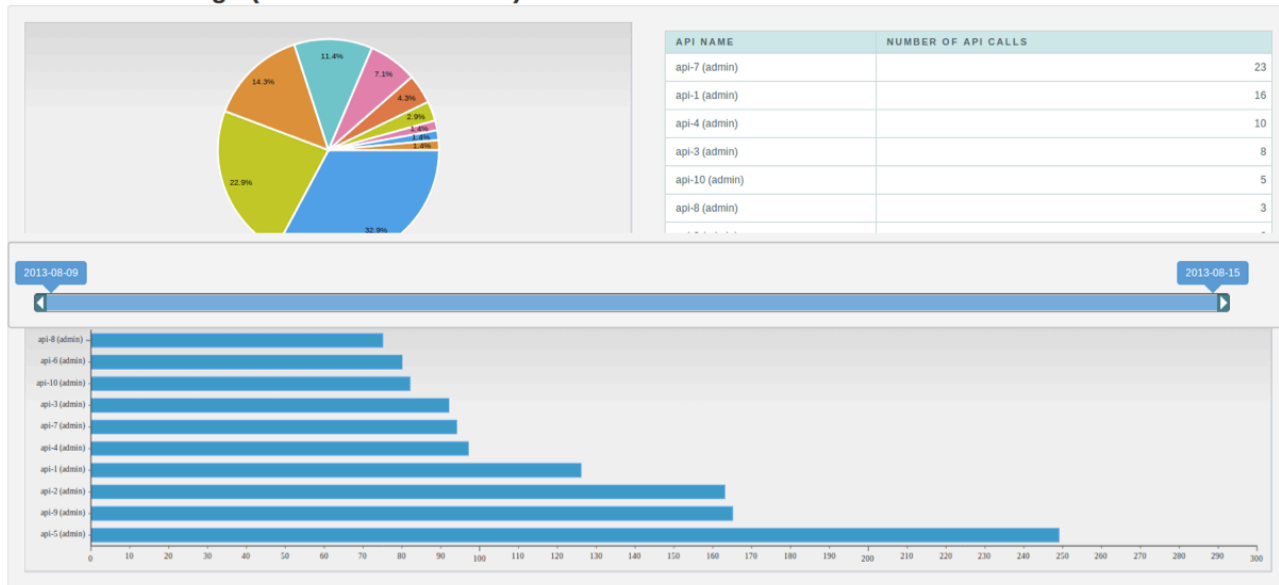 11.4%
7.1%
14.3%
4.3%
2.9%
1.4%
1.4%
1.4%
22.9%
32.9%
API NAME NUMBER OF API CALLS
api-7 (admin) 23
api-1 (admin) 16
api-4 (admin) 10
api-3 (admin) 8
api-10 (admin) 5
api-8 (admin) 3
2013-08-09 2013-08-15
api-8 (admin)
api-6 (admin)
api-10 (admin)
api-3 (admin)
api-7 (admin)
api-4 (admin)
api-1 (admin)
api-2 (admin)
api-9 (admin)
api-5 (admin)
0 10 20 30 40 50 60 70 80 90 100 110 120 130 140 150 160 170 180 190 200 210 220 230 240 250 260 270 280 290 300